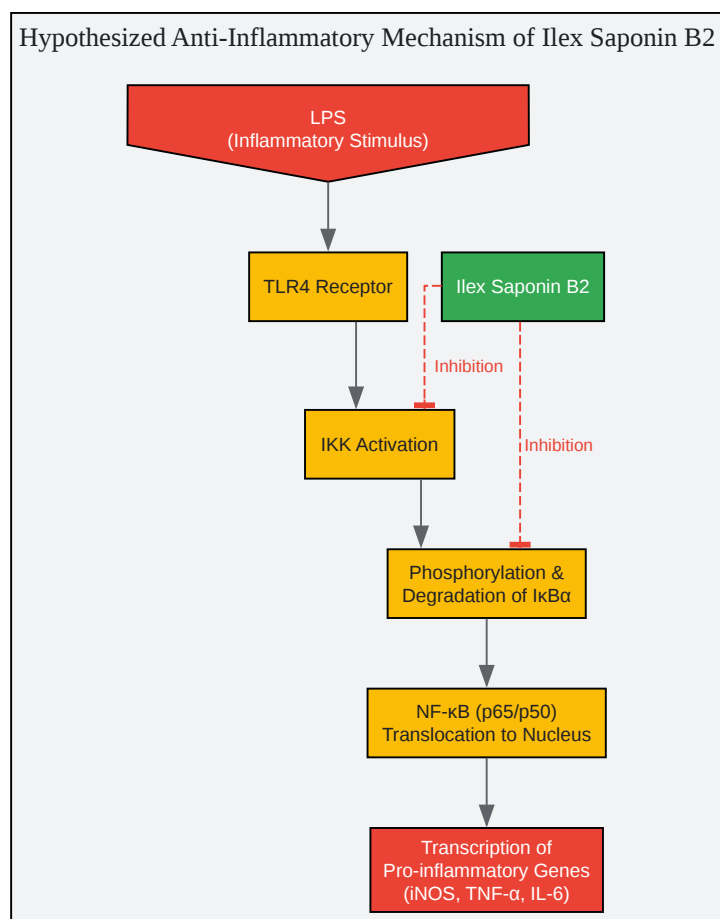 Hypothesized Anti-Inflammatory Mechanism of Ilex Saponin B2
LPS
(Inflammatory Stimulus)
TLR4 Receptor
Ilex Saponin B2
Inhibition
IKK Activation
Inhibition
Phosphorylation &
Degradation of IκBα
NF-κB (p65/p50)
Translocation to Nucleus
Transcription of
Pro-inflammatory Genes
(iNOS, TNF-α, IL-6)